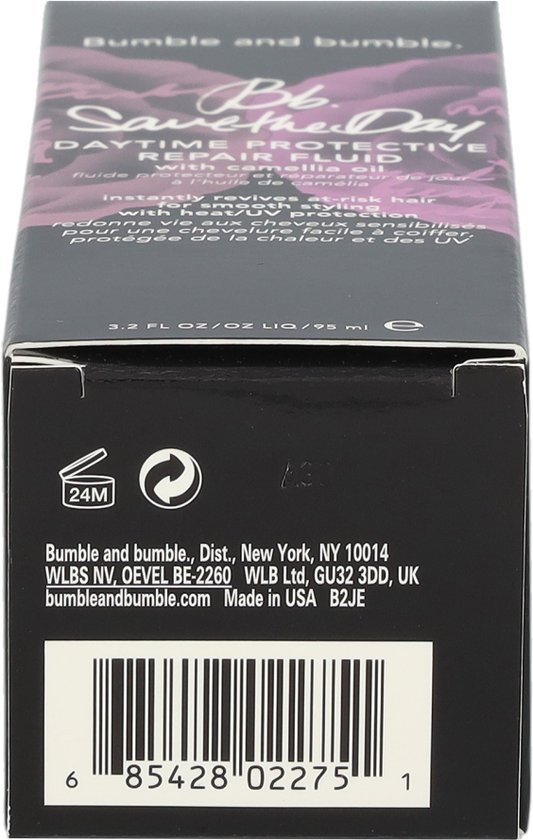 Bumble and bumble.
Bb.
Save the Day
DAYTIME PROTECTIVE
REPAIR FLUID
with camellia oil
fluide protecteur et réparateur de jour
à l'huile de camélia
instantly revives at-risk hair
for smooth styling
with heat/UV protection
redonne vie aux cheveux sensibilisés
pour une chevelure facile à coiffer,
protégée de la chaleur et des UV
3.2 FL OZ/OZ LIQ/95 ml ℮
24M
Bumble and bumble., Dist., New York, NY 10014
WLBS NV, OEVEL BE-2260 WLB Ltd, GU32 3DD, UK
bumbleandbumble.com Made in USA B2JE
6 85428 02275 1